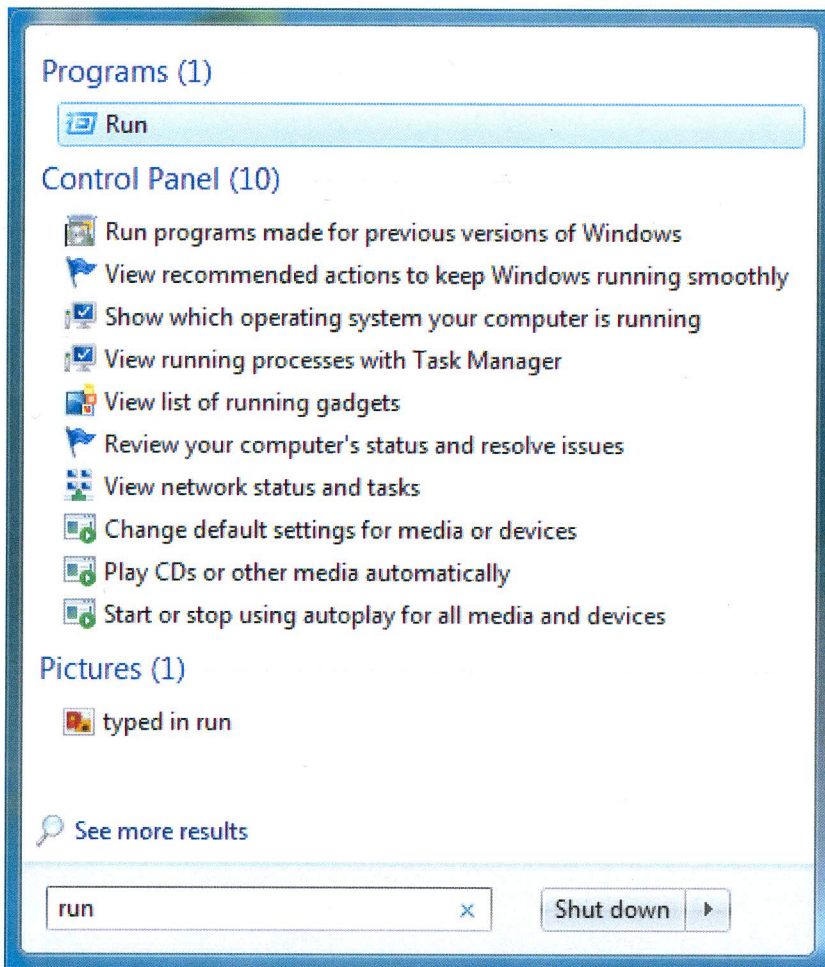 Programs (1)
Run
Control Panel (10)
Run programs made for previous versions of Windows
View recommended actions to keep Windows running smoothly
Show which operating system your computer is running
View running processes with Task Manager
View list of running gadgets
Review your computer's status and resolve issues
View network status and tasks
Change default settings for media or devices
Play CDs or other media automatically
Start or stop using autoplay for all media and devices
Pictures (1)
typed in run
See more results
run
Shut down